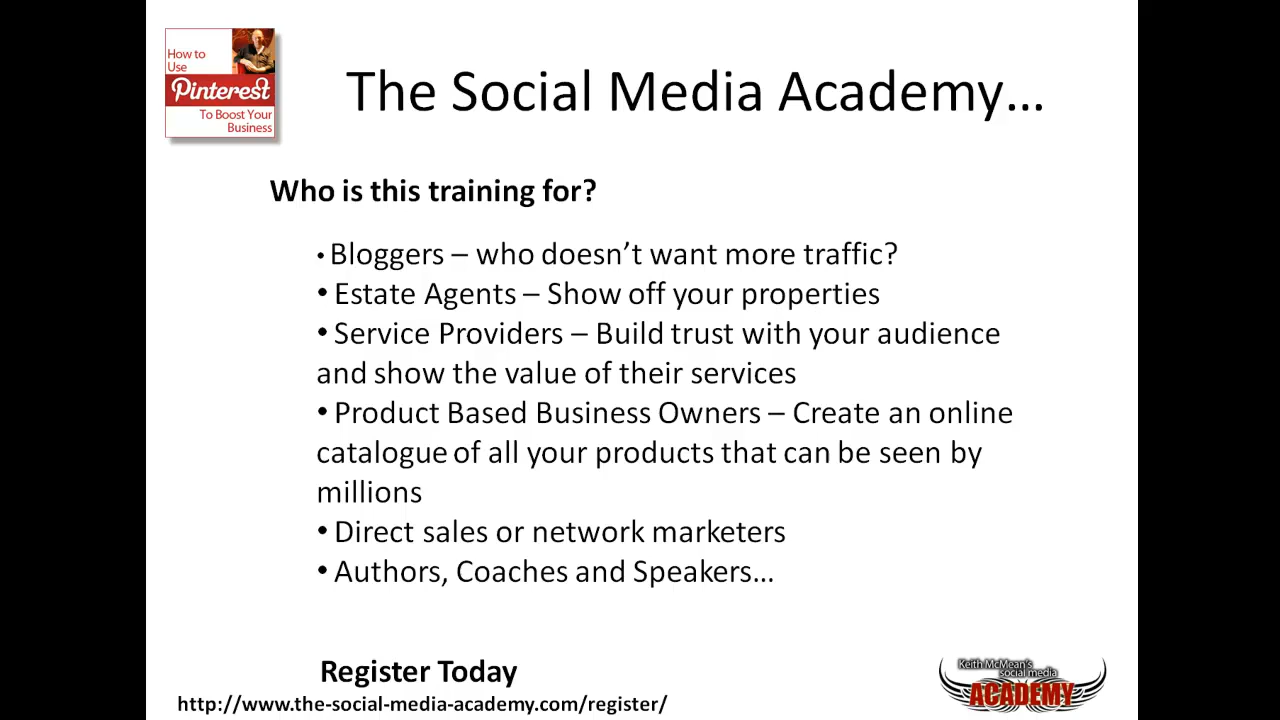 How to
Use
Pinterest
To Boost Your
Business
The Social Media Academy...
Who is this training for?
• Bloggers – who doesn’t want more traffic?
• Estate Agents – Show off your properties
• Service Providers – Build trust with your audience
and show the value of their services
• Product Based Business Owners – Create an online
catalogue of all your products that can be seen by
millions
• Direct sales or network marketers
• Authors, Coaches and Speakers…
Register Today
http://www.the-social-media-academy.com/register/
Keith McMean's
social media
ACADEMY